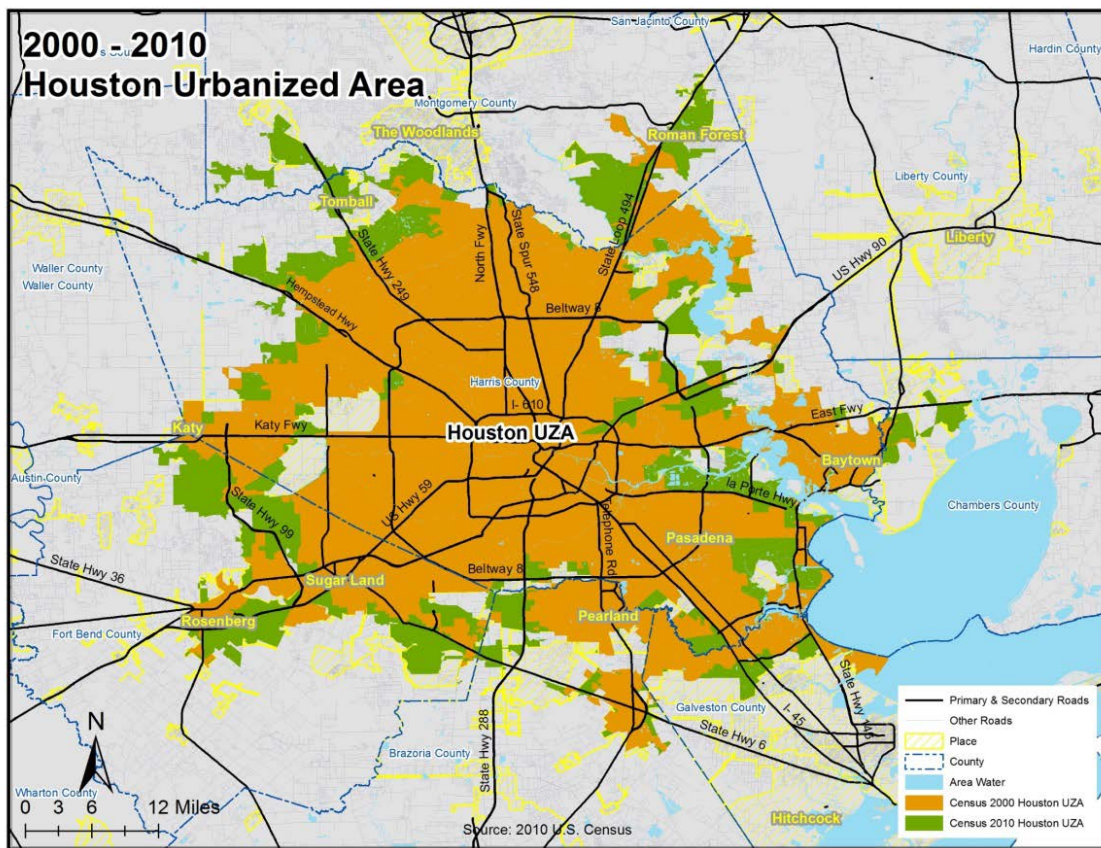 2000 - 2010
Houston Urbanized Area
San Jacinto County
Hardin County
Montgomery County
The Woodlands
Roman Forest
Liberty County
Tomball
State Hwy 249
North Fwy
State Spur 548
State Loop 494
US Hwy 90
Liberty
Waller County
Waller County
Hempstead Hwy
Beltway 8
Harris County
I- 610
East Fwy
Katy
Katy Fwy
Houston UZA
Baytown
Austin County
State Hwy 99
US Hwy 59
la Porte Hwy
Chambers County
Telephone Rd
Pasadena
State Hwy 36
Sugar Land
Beltway 8
Rosenberg
Pearland
Fort Bend County
State Hwy 288
Galveston County
I- 45
State Hwy 146
State Hwy 6
Brazoria County
Wharton County
Hitchcock
N
0 3 6 12 Miles
Source: 2010 U.S. Census
Primary & Secondary Roads
Other Roads
Place
County
Area Water
Census 2000 Houston UZA
Census 2010 Houston UZA